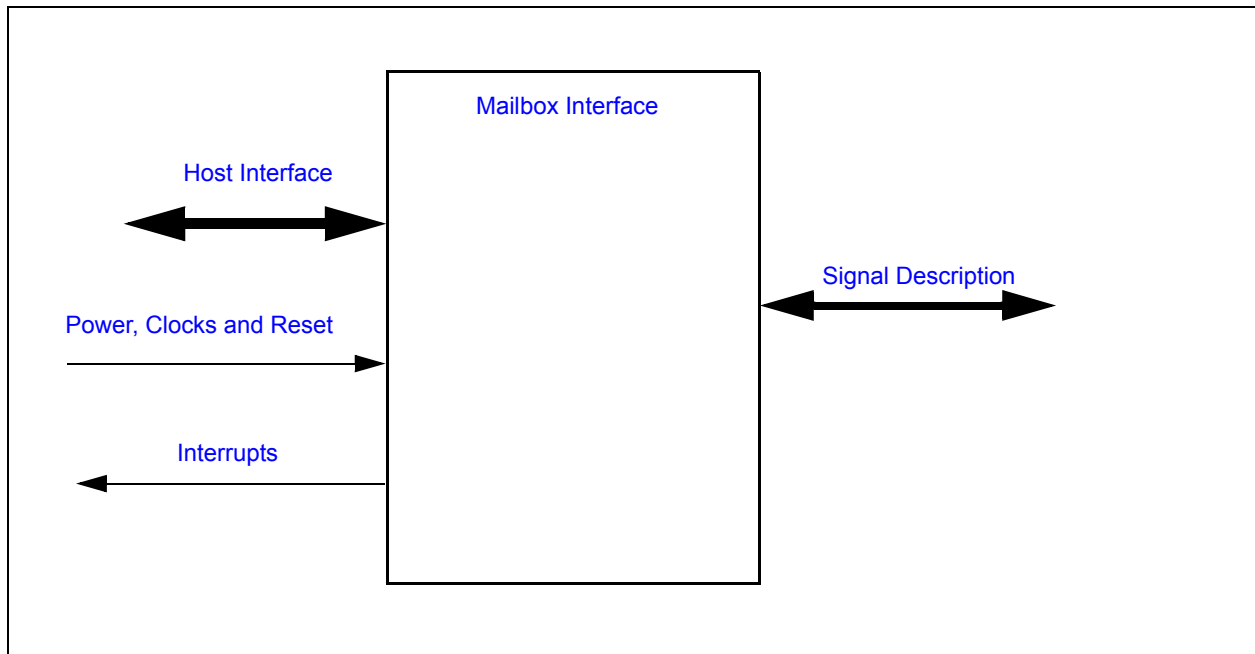 Mailbox Interface
Host Interface
Signal Description
Power, Clocks and Reset
Interrupts